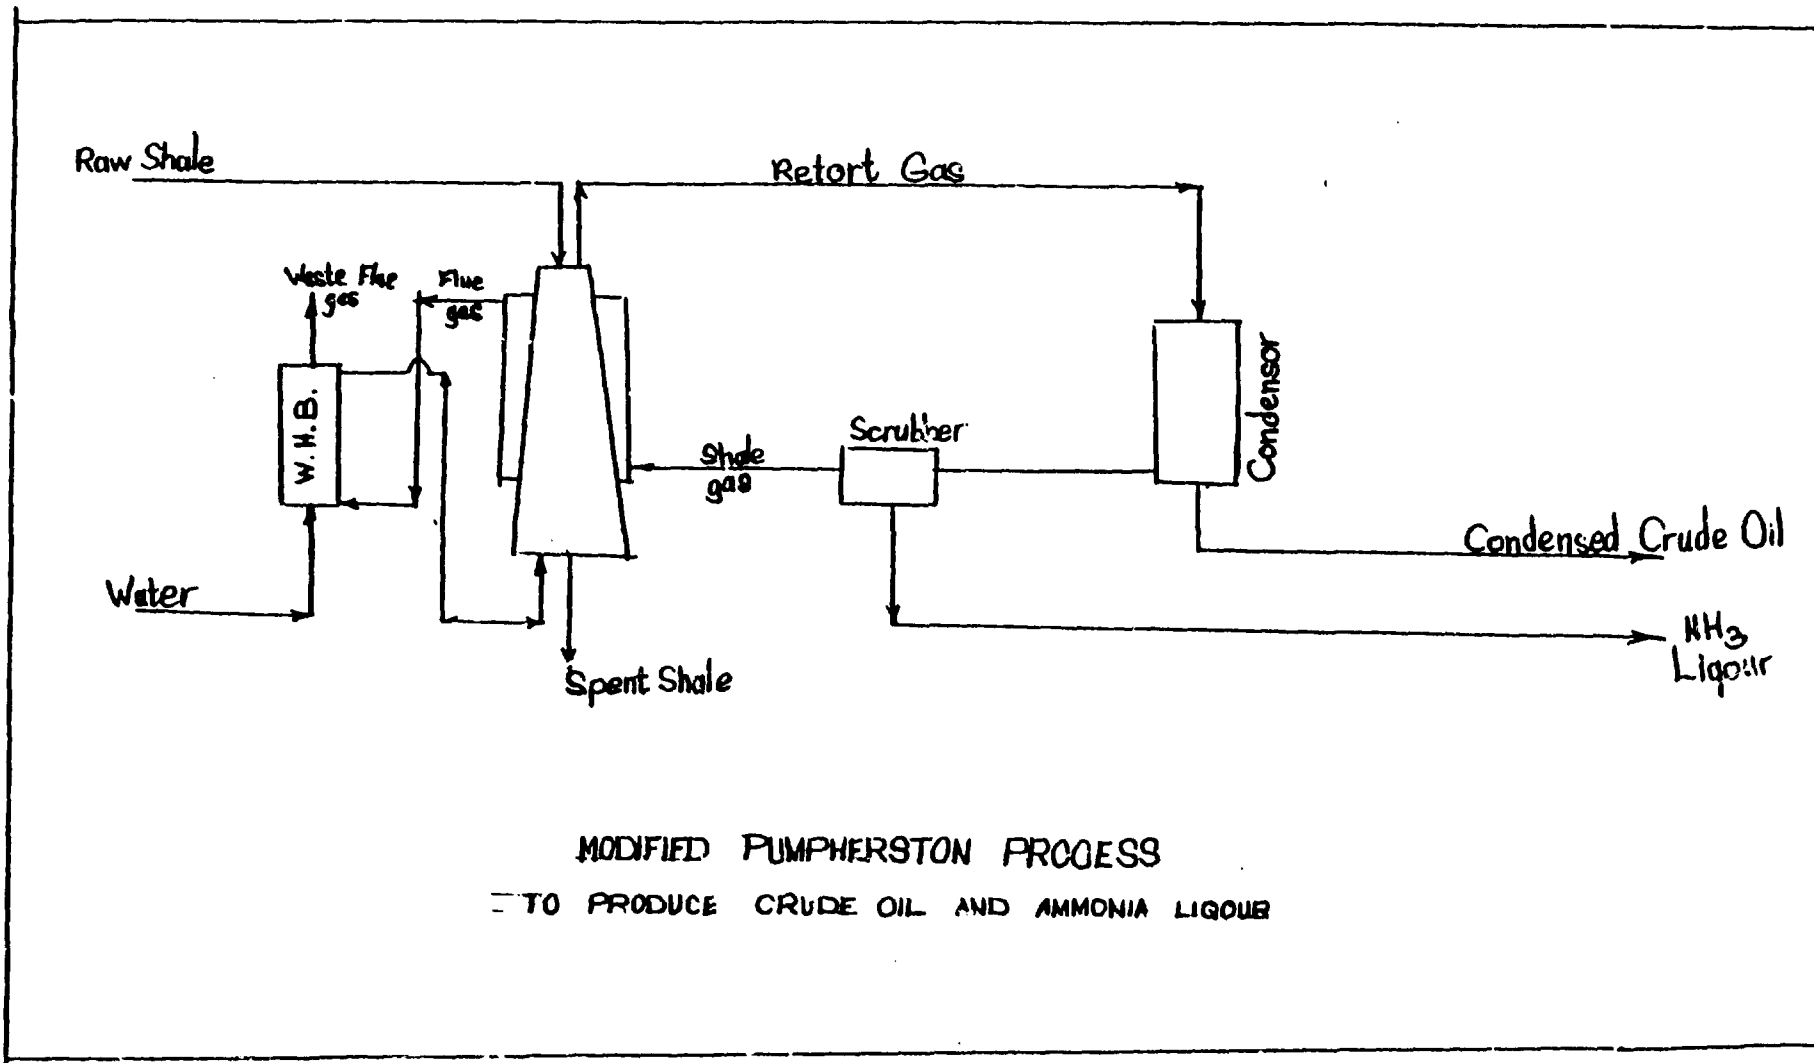 Raw Shale
Retort Gas
Waste Flue
gas
Flue
gas
W.H.B.
Shale
gas
Scrubber
Condensor
Condensed Crude Oil
Water
NH3
Liqour
Spent Shale
MODIFIED PUMPHERSTON PROCESS
TO PRODUCE CRUDE OIL AND AMMONIA LIQOUR